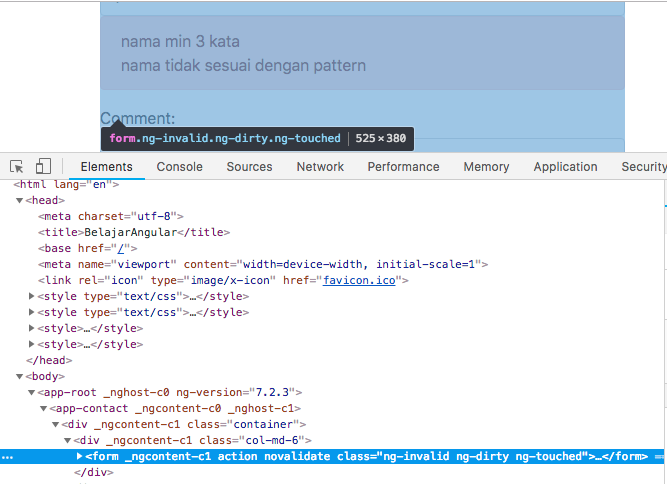 nama min 3 kata
nama tidak sesuai dengan pattern
Comment:
form.ng-invalid.ng-dirty.ng-touched | 525×380
Elements Console Sources Network Performance Memory Application Security
<html lang="en">
▼<head>
<meta charset="utf-8">
<title>BelajarAngular</title>
<base href="/">
<meta name="viewport" content="width=device-width, initial-scale=1">
<link rel="icon" type="image/x-icon" href="favicon.ico">
▶<style type="text/css">…</style>
▶<style type="text/css">…</style>
▶<style>…</style>
▶<style>…</style>
</head>
▼<body>
▼<app-root _nghost-c0 ng-version="7.2.3">
▼<app-contact _ngcontent-c0 _nghost-c1>
▼<div _ngcontent-c1 class="container">
▼<div _ngcontent-c1 class="col-md-6">
… ▶<form _ngcontent-c1 action novalidate class="ng-invalid ng-dirty ng-touched">…</form> ==
</div>